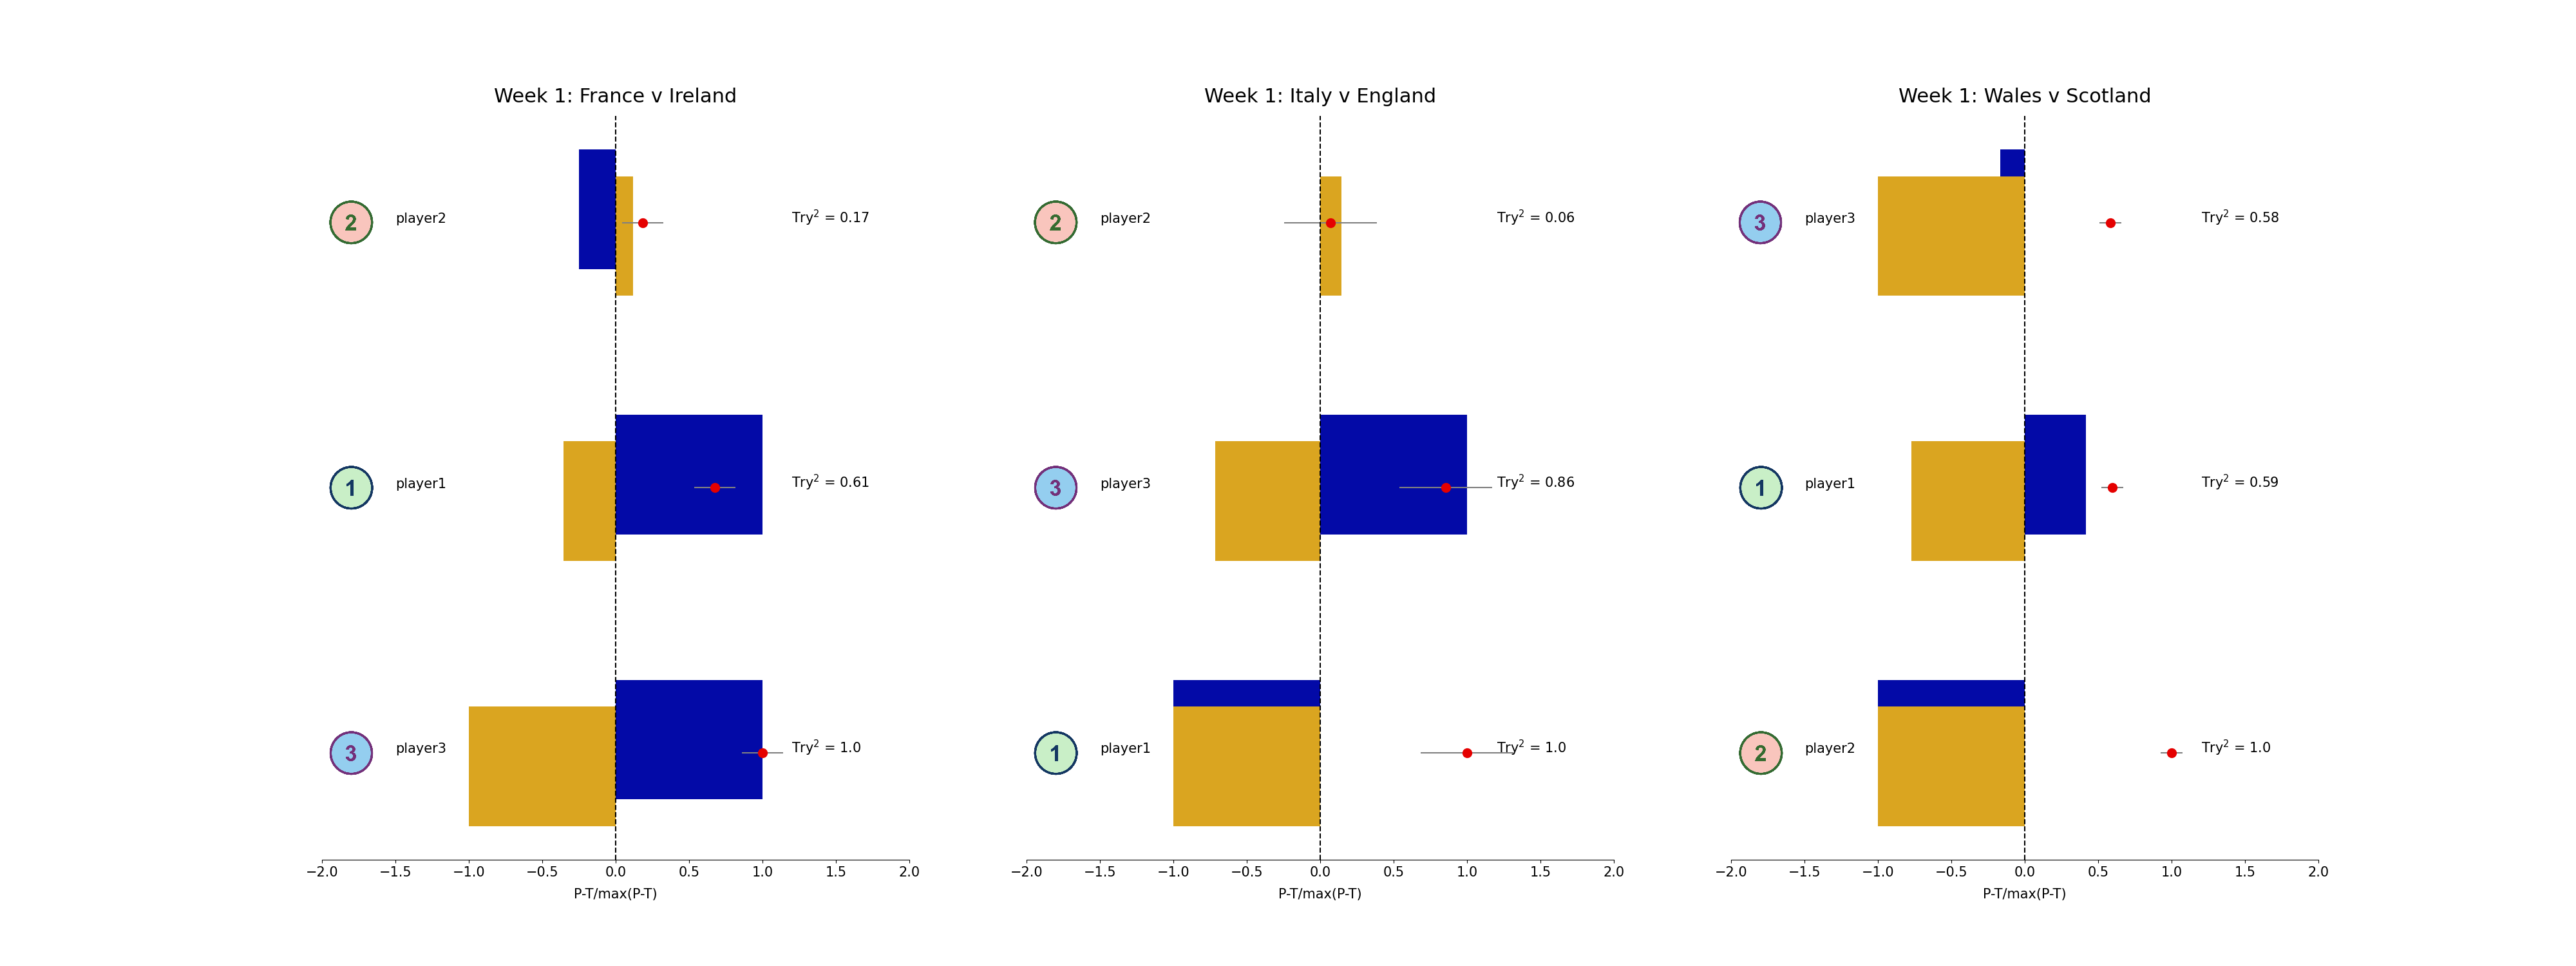 Week 1: France v Ireland
2 player2 Try² = 0.17
1 player1 Try² = 0.61
3 player3 Try² = 1.0
−2.0 −1.5 −1.0 −0.5 0.0 0.5 1.0 1.5 2.0
P-T/max(P-T)
Week 1: Italy v England
2 player2 Try² = 0.06
3 player3 Try² = 0.86
1 player1 Try² = 1.0
−2.0 −1.5 −1.0 −0.5 0.0 0.5 1.0 1.5 2.0
P-T/max(P-T)
Week 1: Wales v Scotland
3 player3 Try² = 0.58
1 player1 Try² = 0.59
2 player2 Try² = 1.0
−2.0 −1.5 −1.0 −0.5 0.0 0.5 1.0 1.5 2.0
P-T/max(P-T)